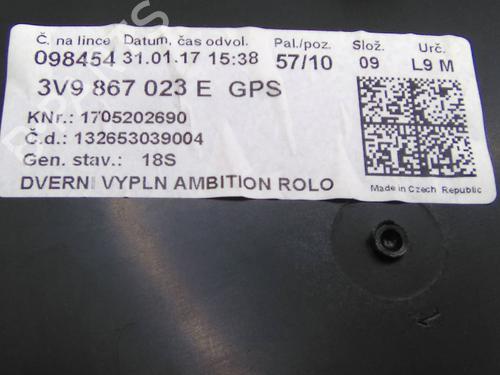 Č. na lince Datum, čas odvol. Pal./poz. Slož. Urč.
098454 31.01.17 15:38 57/10 09 L9 M
3V9 867 023 E GPS
KNr.: 1705202690
Č.d.: 132653039004
Gen. stav.: 18S
DVERNI VYPLN AMBITION ROLO
Made in Czech Republic